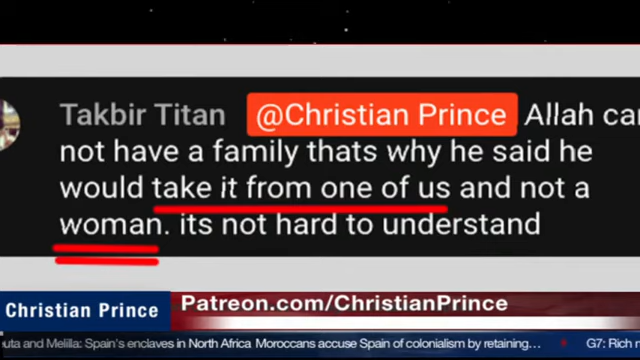 Takbir Titan @Christian Prince Allah can
not have a family thats why he said he
would take it from one of us and not a
woman. its not hard to understand
Christian Prince
Patreon.com/ChristianPrince
and Melilla: Spain's enclaves in North Africa Moroccans accuse Spain of colonialism by retaining... G7: Rich